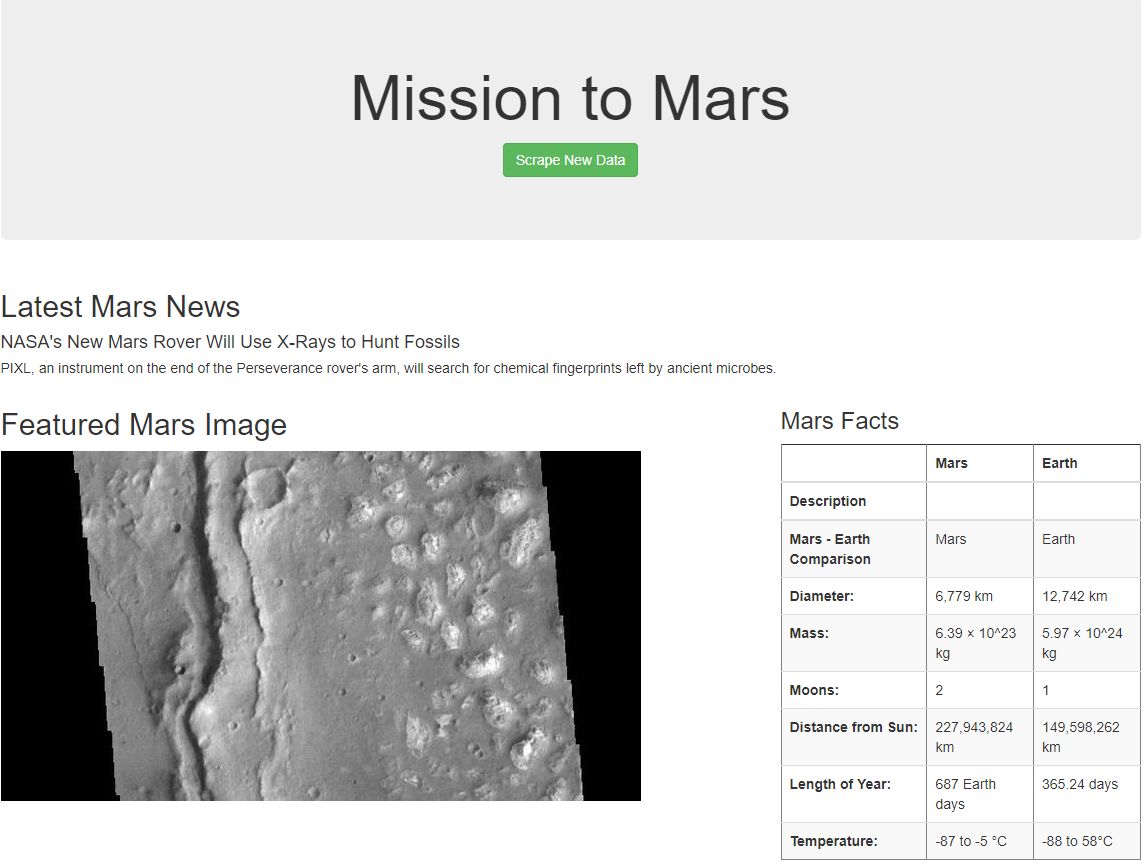 Mission to Mars
Scrape New Data
Latest Mars News
NASA's New Mars Rover Will Use X-Rays to Hunt Fossils
PIXL, an instrument on the end of the Perseverance rover's arm, will search for chemical fingerprints left by ancient microbes.
Featured Mars Image
Mars Facts
Mars Earth
Description
Mars - Earth Mars Earth
Comparison
Diameter: 6,779 km 12,742 km
Mass: 6.39 × 10^23 5.97 × 10^24
kg kg
Moons: 2 1
Distance from Sun: 227,943,824 149,598,262
km km
Length of Year: 687 Earth 365.24 days
days
Temperature: -87 to -5 °C -88 to 58°C